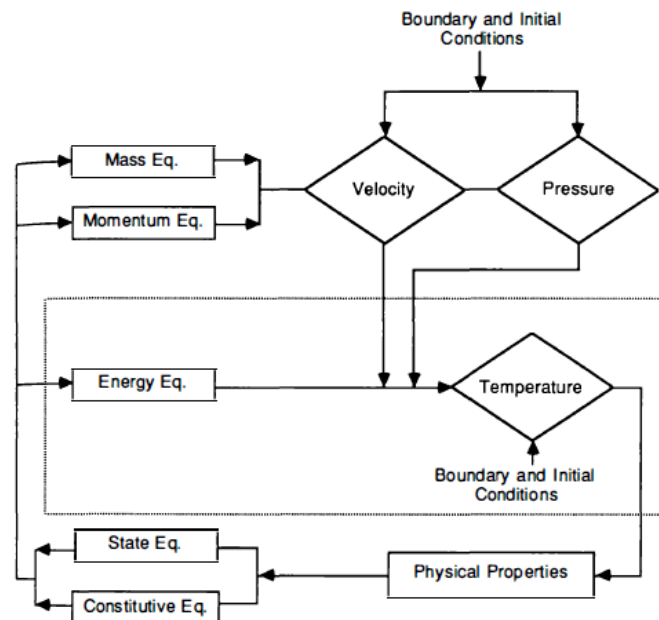 Boundary and Initial
Conditions
Mass Eq.
Velocity
Pressure
Momentum Eq.
Energy Eq.
Temperature
Boundary and Initial
Conditions
State Eq.
Physical Properties
Constitutive Eq.